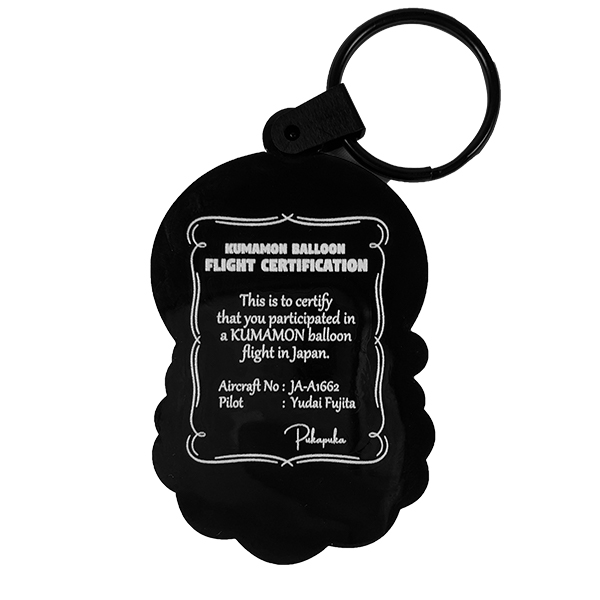 KUMAMON BALLOON
FLIGHT CERTIFICATION
This is to certify
that you participated in
a KUMAMON balloon
flight in Japan.
Aircraft No : JA-A1662
Pilot : Yudai Fujita
Pukapuka